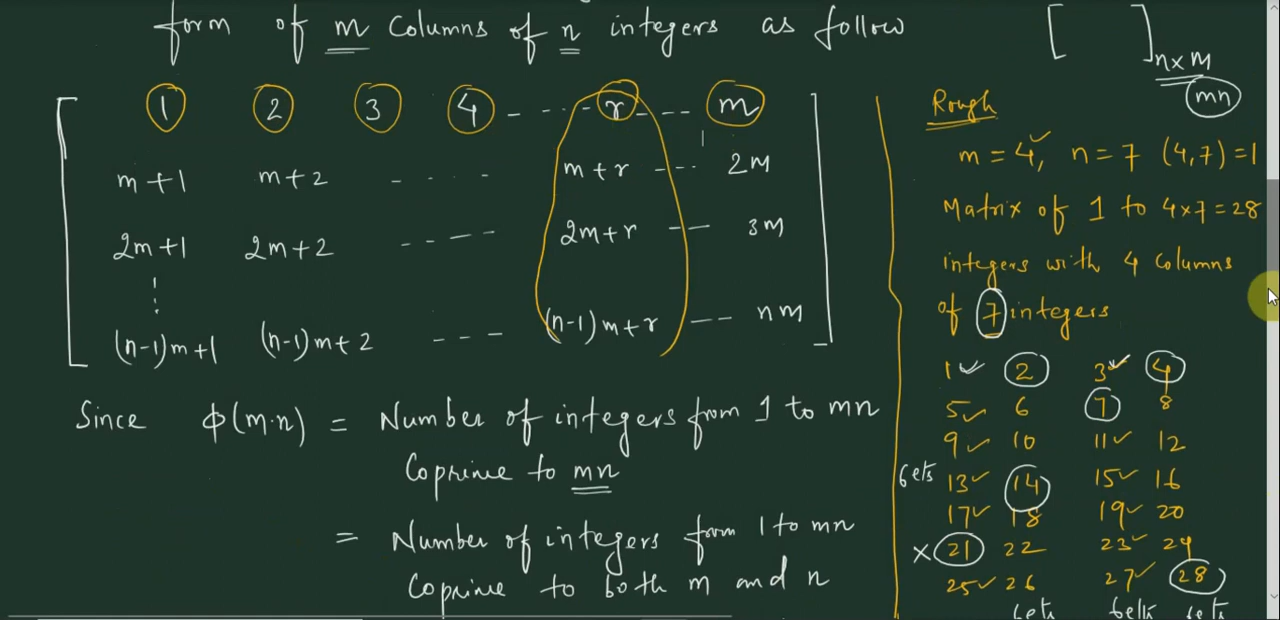 form of m Columns of n integers as follow
[ ]n×m
mn
1 2 3 4 - - - - r - - - m
m+1 m+2 - - - - m+r - - - 2m
2m+1 2m+2 - - - - - 2m+r - - 3m
(n-1)m+1 (n-1)m+2 - - - - (n-1)m+r - - - nm
Since ϕ(m·n) = Number of integers from 1 to mn
Coprime to mn
= Number of integers from 1 to mn
Coprime to both m and n
Rough
m = 4, n = 7 (4,7) = 1
Matrix of 1 to 4×7 = 28
integers with 4 Columns
of 7 integers
1 ✓ 2 3 ✓ 4
5 ✓ 6 7 8
9 ✓ 10 11 ✓ 12
6 ets 13 ✓ 14 15 ✓ 16
17 ✓ 18 19 ✓ 20
× 21 22 23 ✓ 24
25 ✓ 26 27 ✓ 28